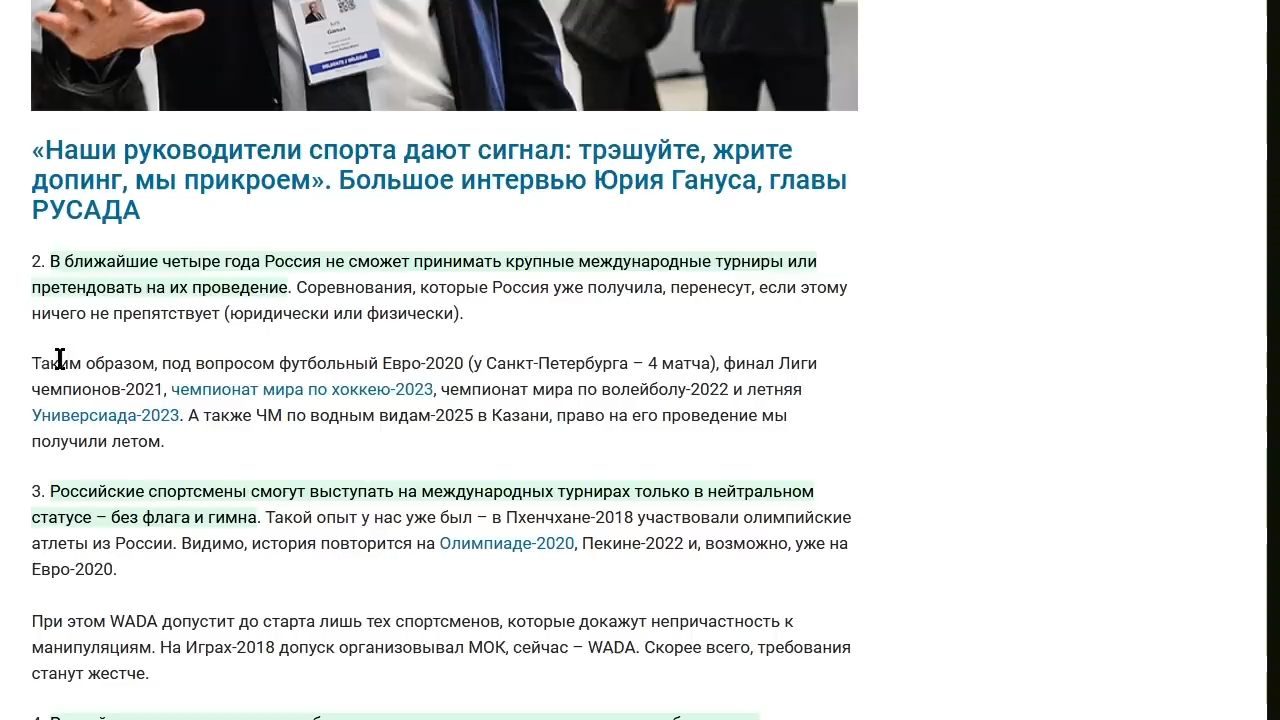 Ganus
DELEGATE / DÉLÉGUÉ
«Наши руководители спорта дают сигнал: трэшуйте, жрите
допинг, мы прикроем». Большое интервью Юрия Гануса, главы
РУСАДА
2. В ближайшие четыре года Россия не сможет принимать крупные международные турниры или
претендовать на их проведение. Соревнования, которые Россия уже получила, перенесут, если этому
ничего не препятствует (юридически или физически).
Таким образом, под вопросом футбольный Евро-2020 (у Санкт-Петербурга – 4 матча), финал Лиги
чемпионов-2021, чемпионат мира по хоккею-2023, чемпионат мира по волейболу-2022 и летняя
Универсиада-2023. А также ЧМ по водным видам-2025 в Казани, право на его проведение мы
получили летом.
3. Российские спортсмены смогут выступать на международных турнирах только в нейтральном
статусе – без флага и гимна. Такой опыт у нас уже был – в Пхенчхане-2018 участвовали олимпийские
атлеты из России. Видимо, история повторится на Олимпиаде-2020, Пекине-2022 и, возможно, уже на
Евро-2020.
При этом WADA допустит до старта лишь тех спортсменов, которые докажут непричастность к
манипуляциям. На Играх-2018 допуск организовывал МОК, сейчас – WADA. Скорее всего, требования
станут жестче.